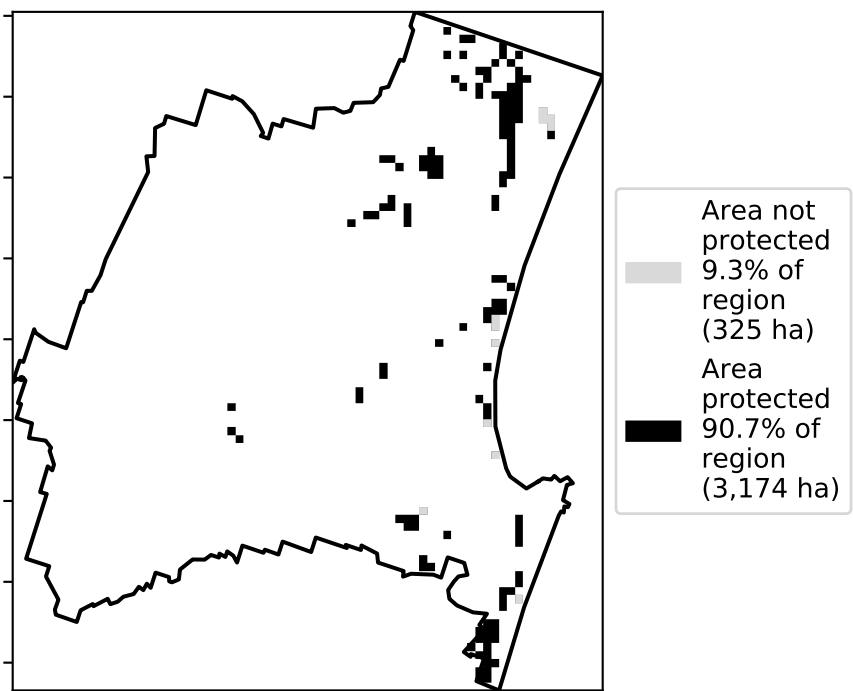 Area not
protected
9.3% of
region
(325 ha)
Area
protected
90.7% of
region
(3,174 ha)